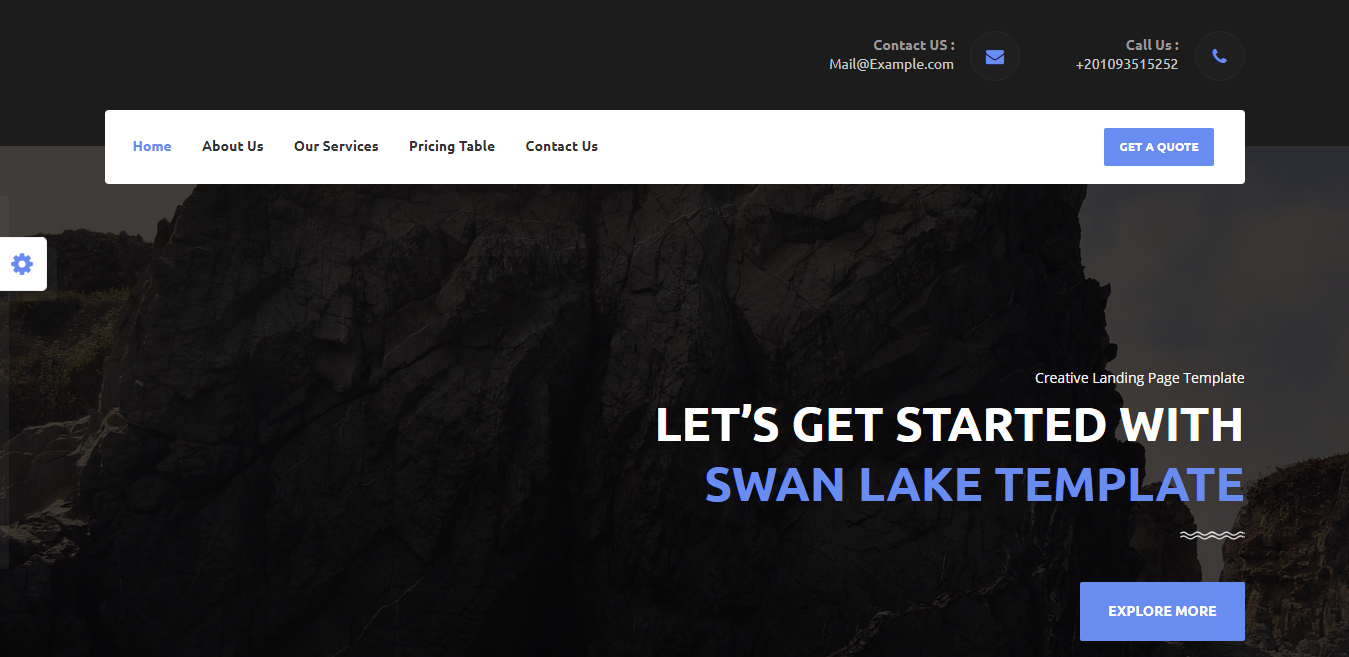 Contact US :
Mail@Example.com
Call Us :
+201093515252
Home About Us Our Services Pricing Table Contact Us GET A QUOTE
Creative Landing Page Template
LET’S GET STARTED WITH
SWAN LAKE TEMPLATE
EXPLORE MORE